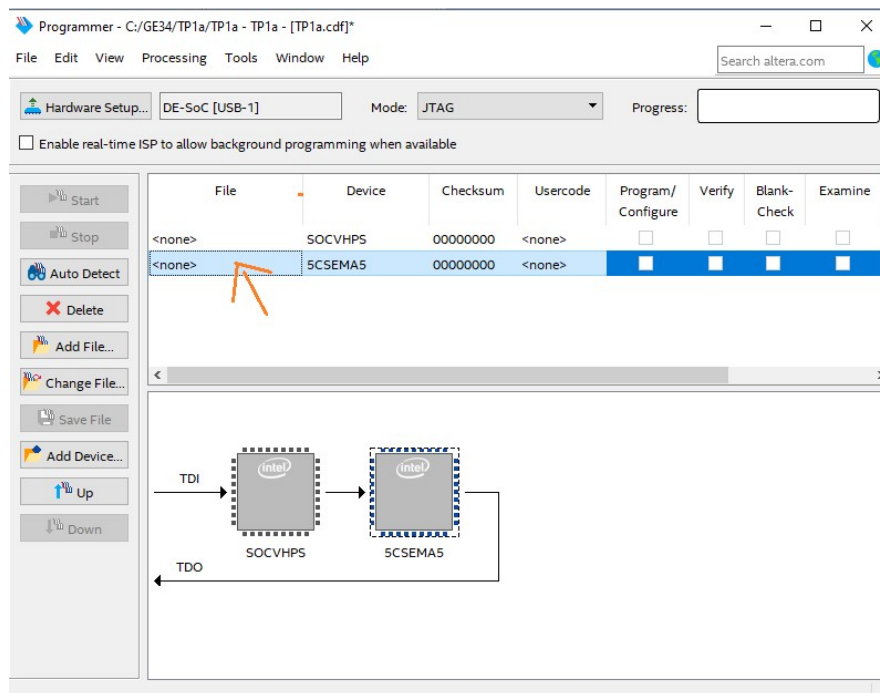 Programmer - C:/GE34/TP1a/TP1a - TP1a - [TP1a.cdf]*
File Edit View Processing Tools Window Help
Search altera.com
Hardware Setup... DE-SoC [USB-1] Mode: JTAG Progress:
Enable real-time ISP to allow background programming when available
Start
Stop
Auto Detect
Delete
Add File...
Change File...
Save File
Add Device...
Up
Down
File Device Checksum Usercode Program/ Configure Verify Blank- Check Examine
<none> SOCVHPS 00000000 <none>
<none> 5CSEMA5 00000000 <none>
TDI
intel intel
SOCVHPS 5CSEMA5
TDO